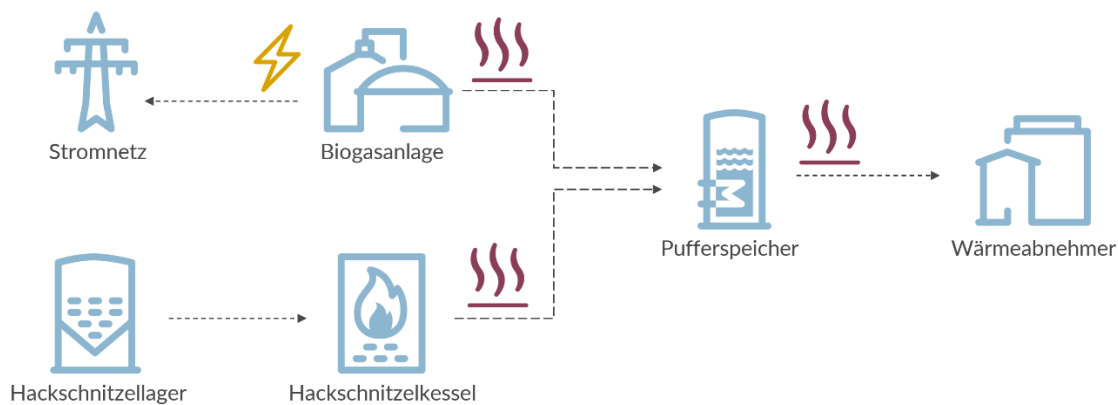 Stromnetz
Biogasanlage
Pufferspeicher
Wärmeabnehmer
Hackschnitzellager
Hackschnitzelkessel